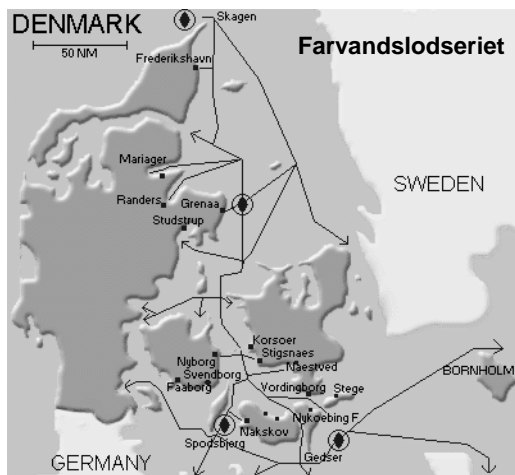 DENMARK
Skagen
50 NM
Farvandslodseriet
Frederikshavn
Mariager
SWEDEN
Randers
Grenaa
Studstrup
Korsoer
Stigsnaes
Nyborg
Naestved
Svendborg
BORNHOLM
Faaborg
Vordingborg
Stege
Nykoebing F
Nakskov
Spodsbjerg
Gedser
GERMANY